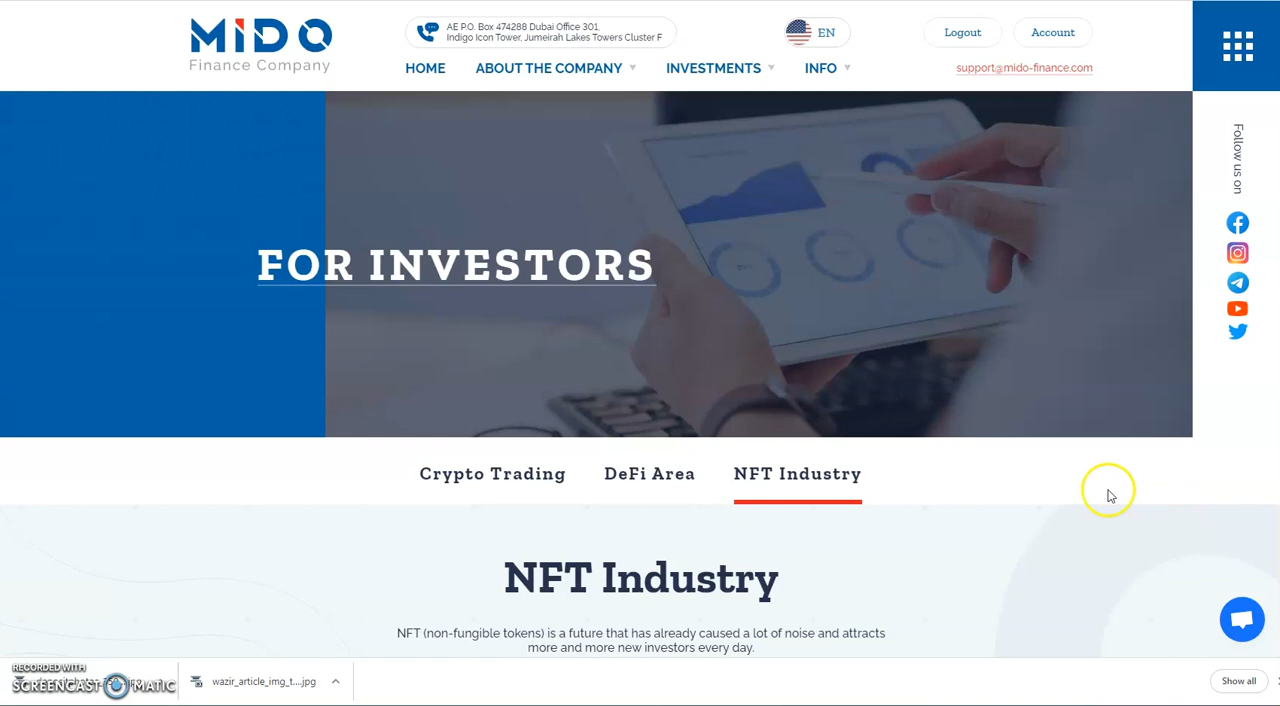 MIDO
Finance Company
AE P.O. Box 474288 Dubai Office 301,
Indigo Icon Tower, Jumeirah Lakes Towers Cluster F
EN
Logout
Account
HOME
ABOUT THE COMPANY
INVESTMENTS
INFO
support@mido-finance.com
Follow us on
FOR INVESTORS
Crypto Trading
DeFi Area
NFT Industry
NFT Industry
NFT (non-fungible tokens) is a future that has already caused a lot of noise and attracts
more and more new investors every day.
RECORDED WITH
SCREENCAST MATIC
wazir_article_img_t....jpg
Show all